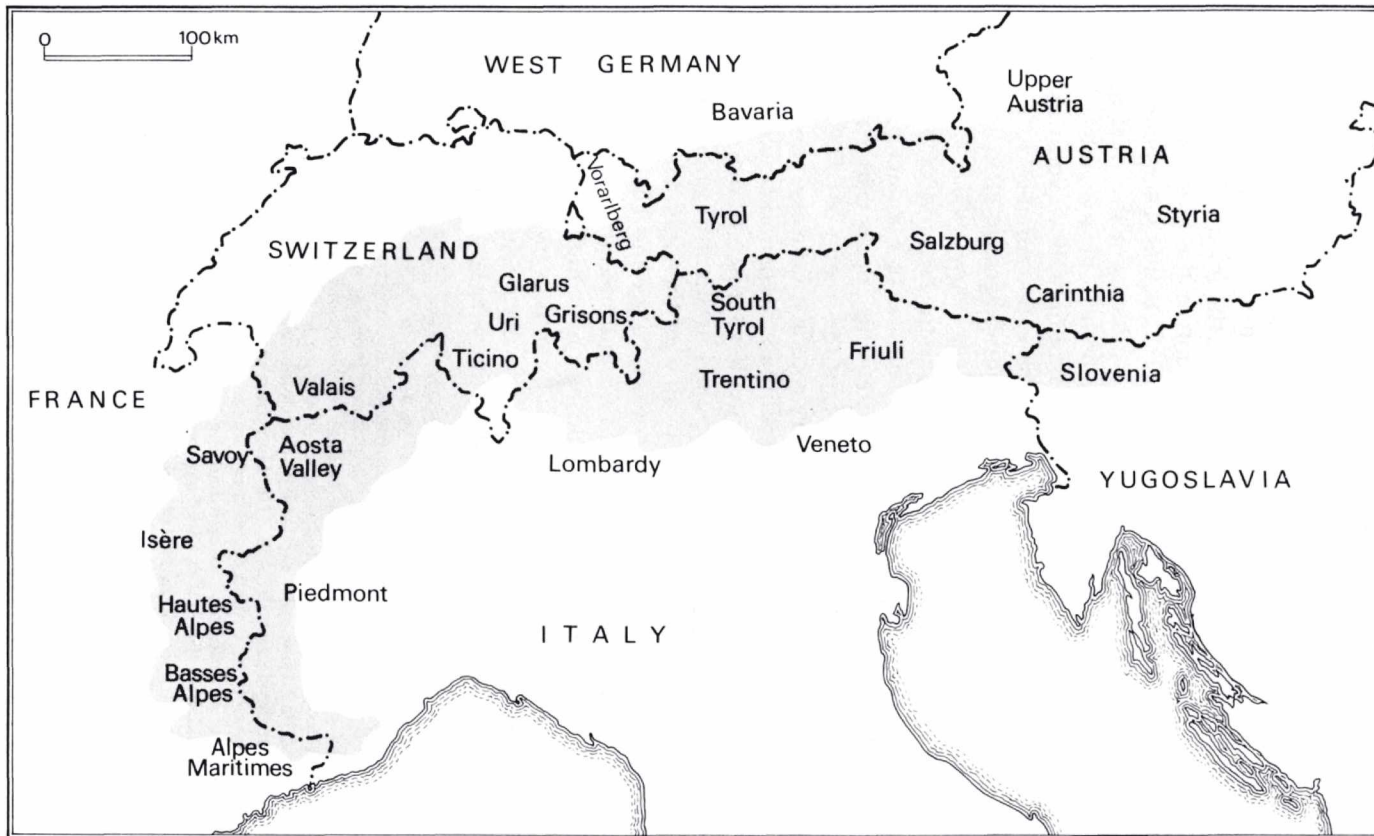 0 100km
WEST GERMANY
Upper
Austria
Bavaria
AUSTRIA
Vorarlberg
Tyrol
Styria
SWITZERLAND
Salzburg
Glarus
Carinthia
Uri
Grisons
South
Tyrol
Ticino
Friuli
Slovenia
Valais
Trentino
FRANCE
Savoy
Aosta
Valley
Lombardy
Veneto
YUGOSLAVIA
Isère
Piedmont
Hautes
Alpes
ITALY
Basses
Alpes
Alpes
Maritimes